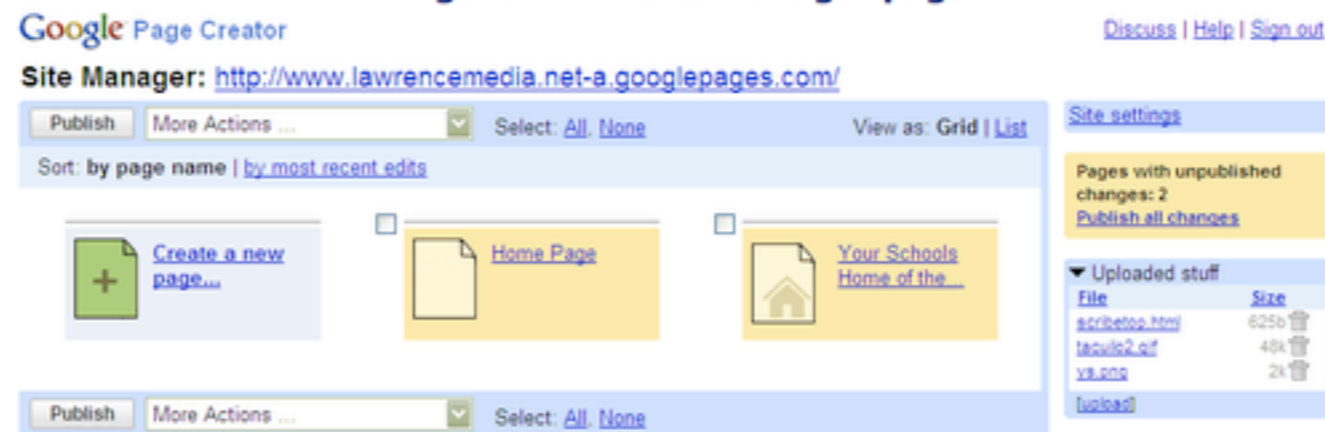 Google Page Creator
Discuss | Help | Sign out
Site Manager: http://www.lawrencemedia.net-a.googlepages.com/
Publish More Actions ... Select: All, None View as: Grid | List
Sort: by page name | by most recent edits
Create a new
page...
Home Page
Your Schools
Home of the...
Publish More Actions ... Select: All, None
Site settings
Pages with unpublished
changes: 2
Publish all changes
Uploaded stuff
File Size
scribetop.html 625b
48k
ys.png 2k
[upload]